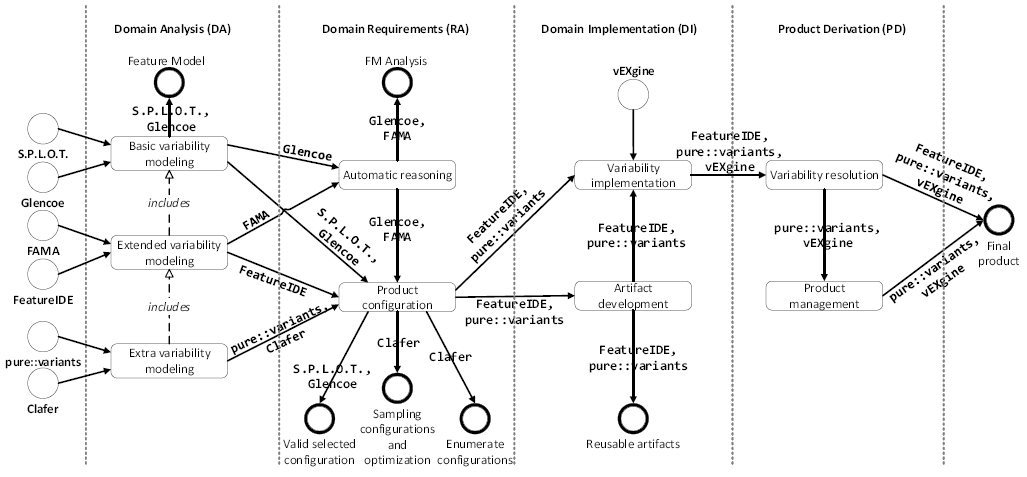 Domain Analysis (DA)
Domain Requirements (RA)
Domain Implementation (DI)
Product Derivation (PD)
Feature Model
S.P.L.O.T.,
Glencoe
S.P.L.O.T.
Glencoe
FAMA
FeatureIDE
pure::variants
Clafer
Basic variability
modeling
includes
Extended variability
modeling
includes
Extra variability
modeling
Glencoe
S.P.L.O.T.,
Glencoe
FAMA
FeatureIDE
pure::variants,
Clafer
FM Analysis
Glencoe,
FAMA
Automatic reasoning
Glencoe,
FAMA
Product
configuration
S.P.L.O.T.,
Glencoe
Clafer
Clafer
Valid selected
configuration
Sampling
configurations
and
optimization
Enumerate
configurations
FeatureIDE,
pure::variants
FeatureIDE,
pure::variants
vEXgine
Variability
implementation
FeatureIDE,
pure::variants
Artifact
development
FeatureIDE,
pure::variants
Reusable artifacts
FeatureIDE,
pure::variants,
vEXgine
Variability resolution
pure::variants,
vEXgine
Product
management
FeatureIDE,
pure::variants,
vEXgine
pure::variants,
vEXgine
Final
product